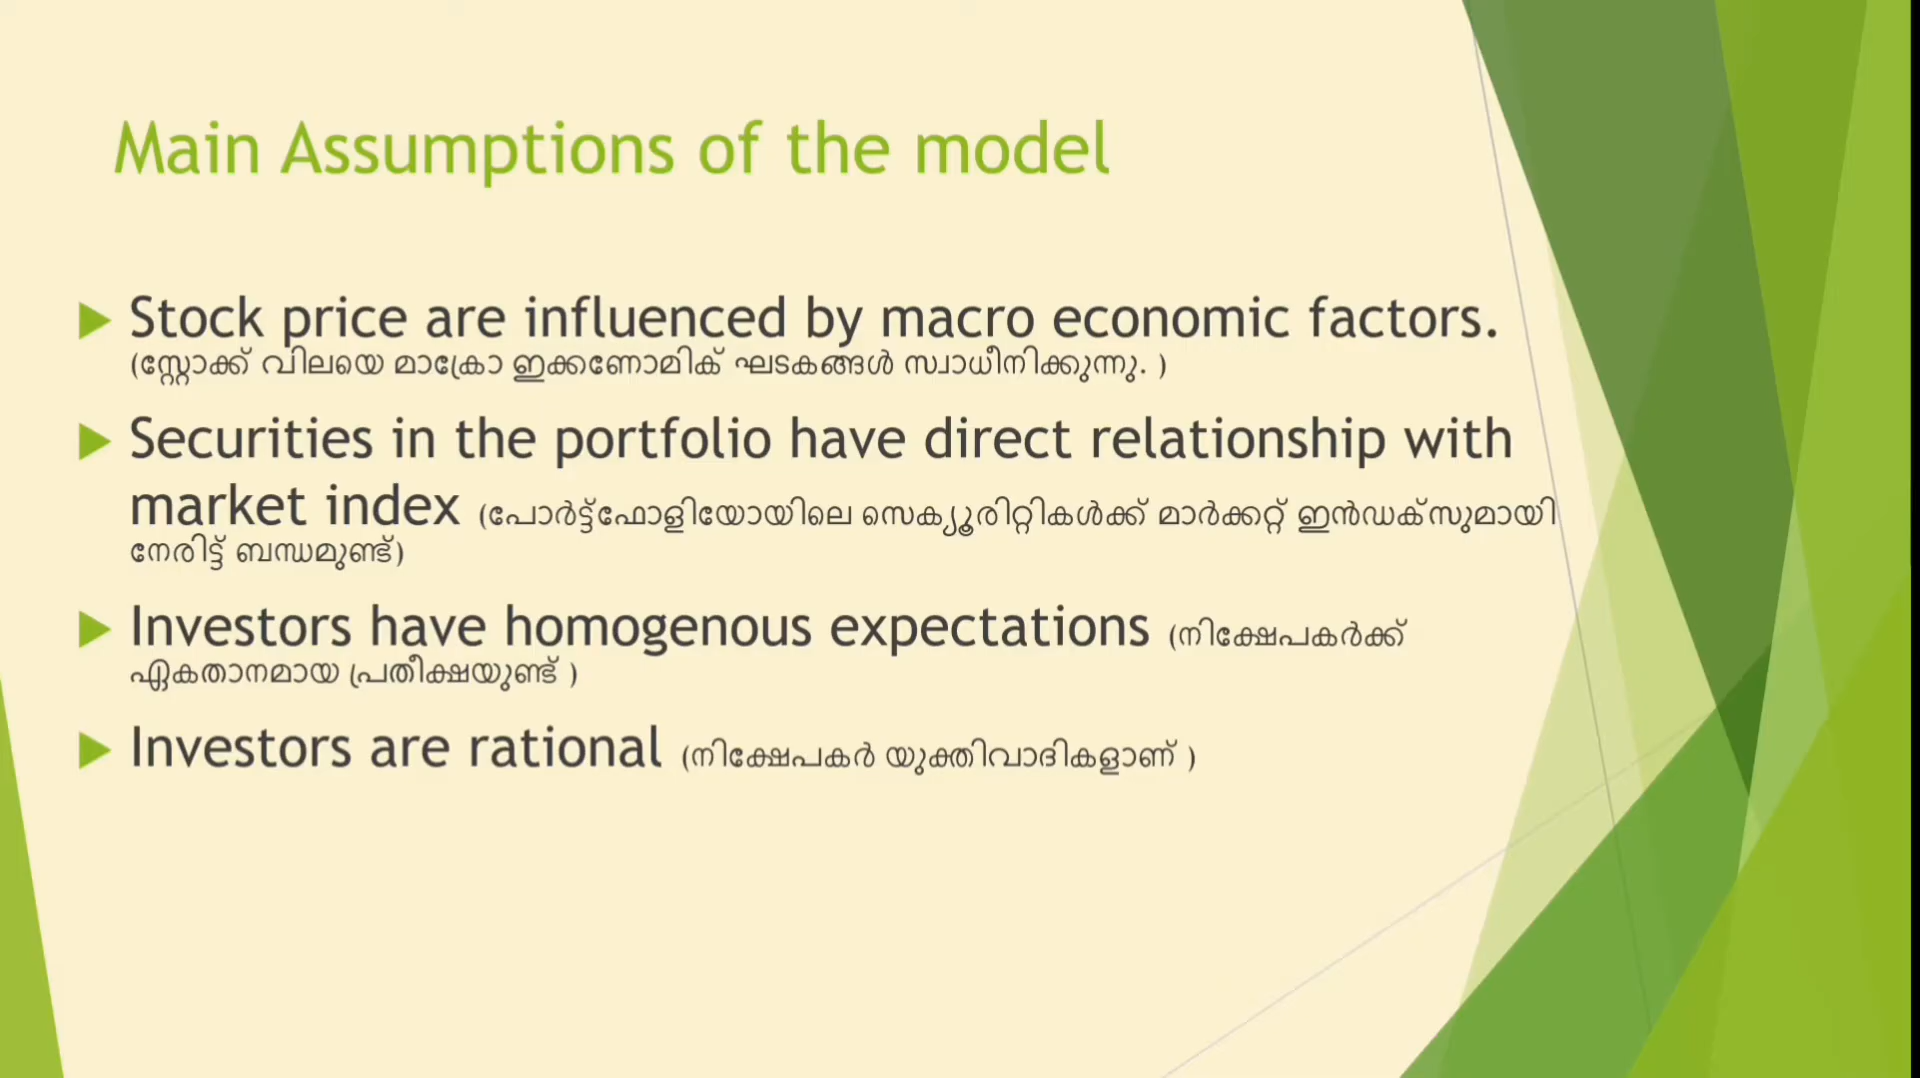 Main Assumptions of the model
Stock price are influenced by macro economic factors.
(സ്റ്റോക്ക് വിലയെ മാക്രോ ഇക്കണോമിക് ഘടകങ്ങൾ സ്വാധീനിക്കുന്നു. )
Securities in the portfolio have direct relationship with
market index (പോർട്ട്ഫോളിയോയിലെ സെക്യൂരിറ്റികൾക്ക് മാർക്കറ്റ് ഇൻഡക്സുമായി
നേരിട്ട് ബന്ധമുണ്ട്)
Investors have homogenous expectations (നിക്ഷേപകർക്ക്
ഏകതാനമായ പ്രതീക്ഷയുണ്ട് )
Investors are rational (നിക്ഷേപകർ യുക്തിവാദികളാണ് )